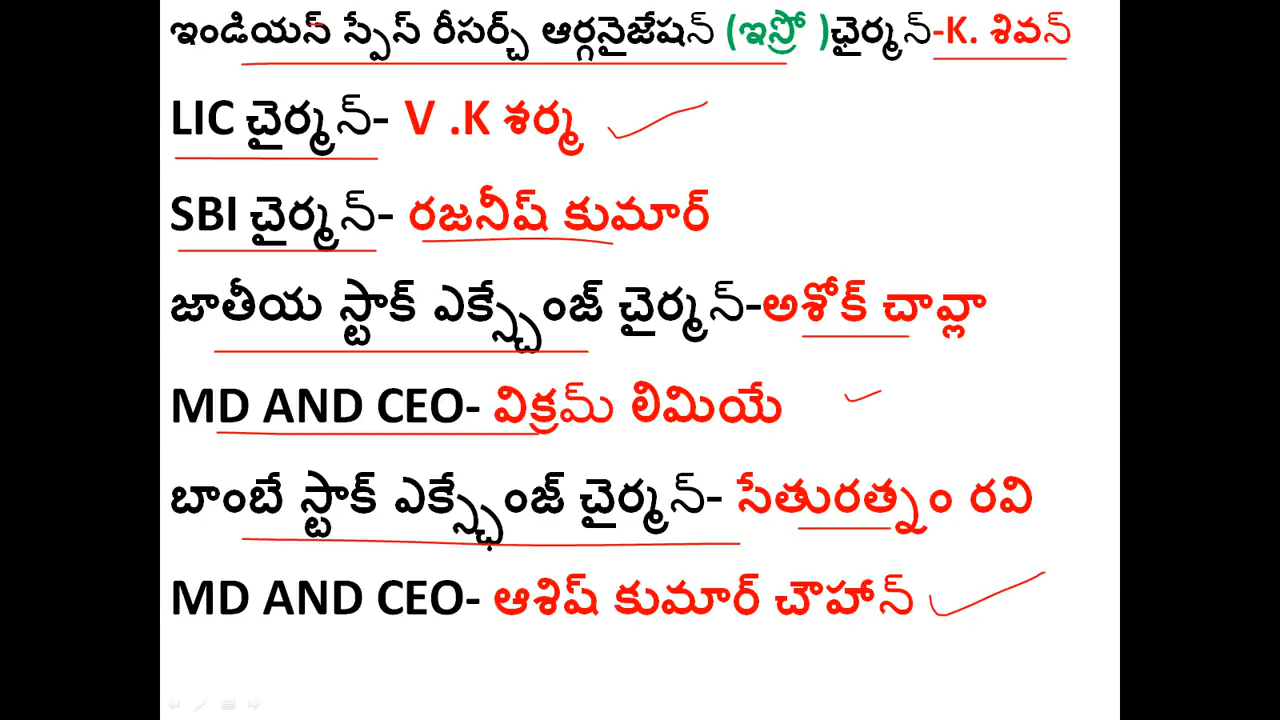 ఇండియన్ స్పేస్ రీసర్చ్ ఆర్గనైజేషన్ (ఇస్రో )ఛైర్మన్-K. శివన్
LIC చైర్మన్- V .K శర్మ
SBI చైర్మన్- రజనీష్ కుమార్
జాతీయ స్టాక్ ఎక్స్చేంజ్ చైర్మన్-అశోక్ చావ్లా
MD AND CEO- విక్రమ్ లిమియే
బాంబే స్టాక్ ఎక్స్ఛేంజ్ చైర్మన్- సేతురత్నం రవి
MD AND CEO- ఆశిష్ కుమార్ చౌహాన్